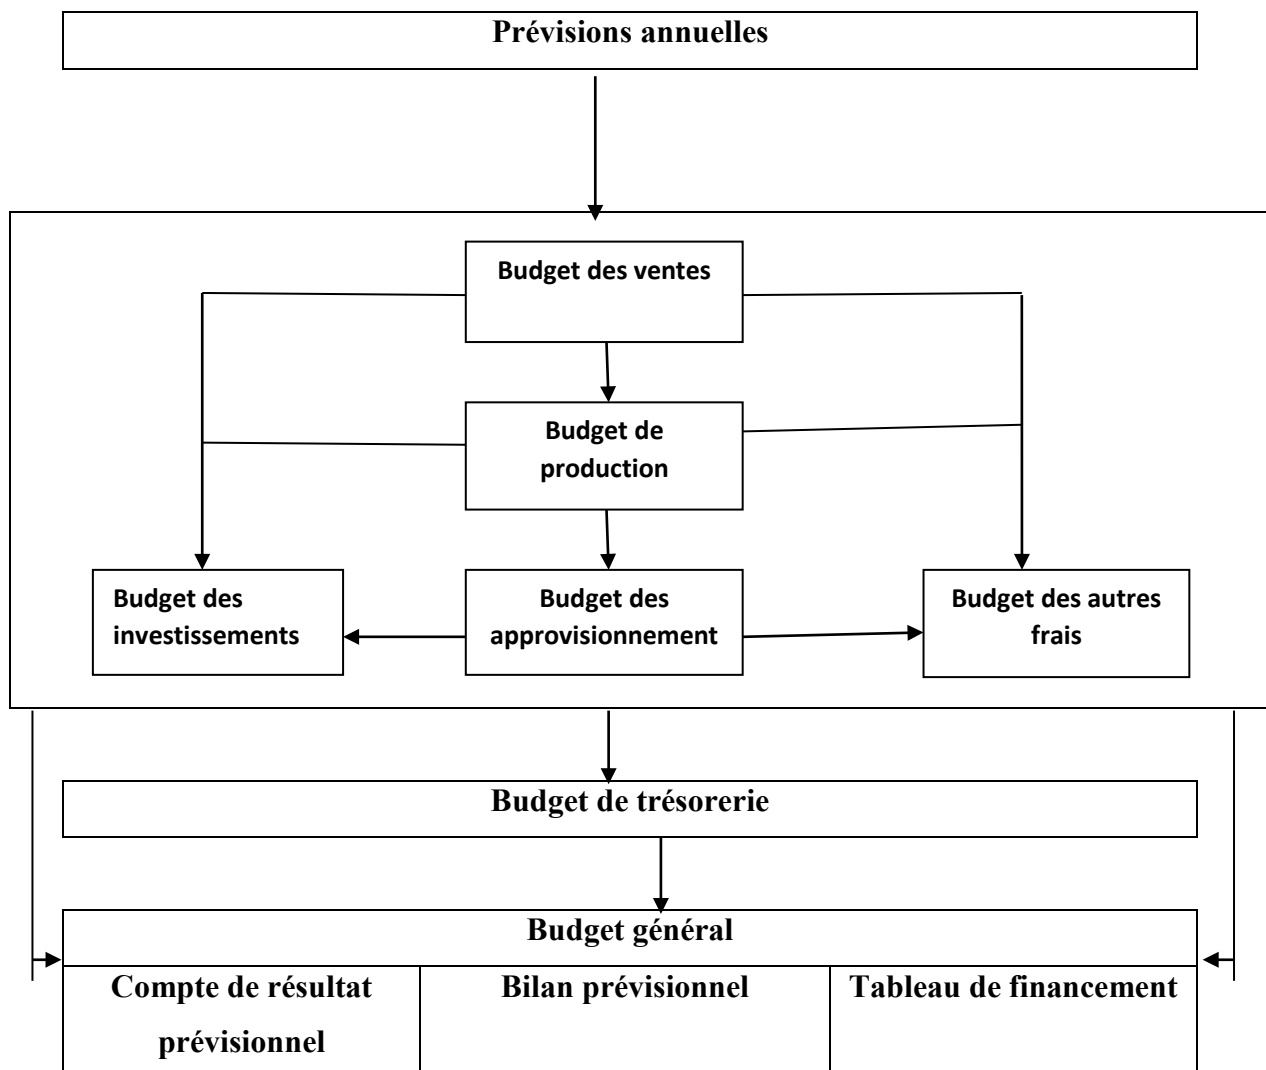 Prévisions annuelles
Budget des ventes
Budget de
production
Budget des
investissements
Budget des
approvisionnement
Budget des autres
frais
Budget de trésorerie
Budget général
Compte de résultat
prévisionnel
Bilan prévisionnel
Tableau de financement